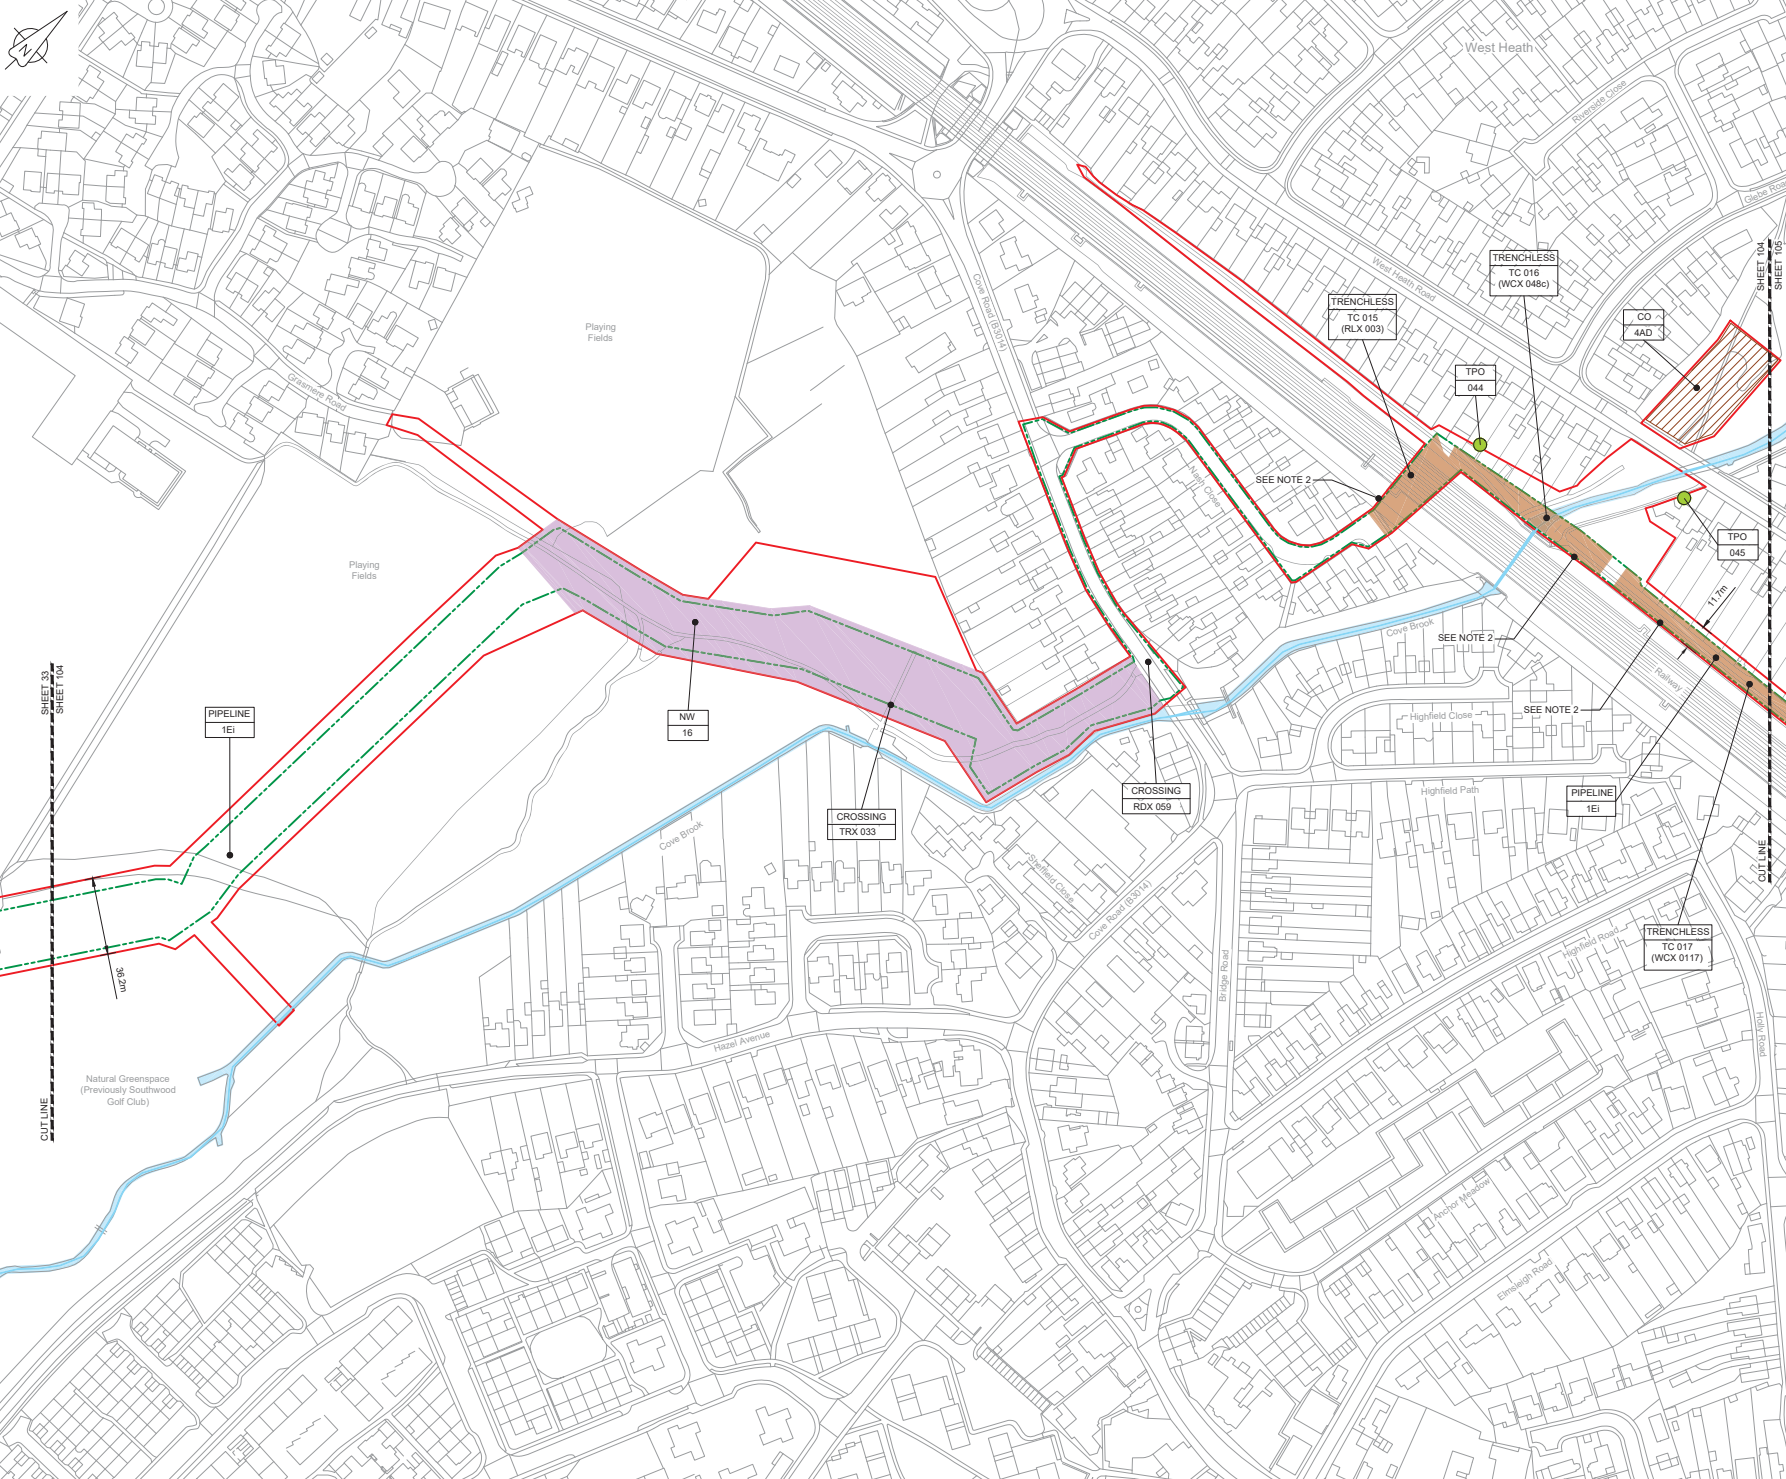 N
West Heath
Riverside Close
Glebe Road
SHEET 104
SHEET 105
TRENCHLESS
TC 016
(WCX 048c)
West Heath Road
Cove Road (B3014)
TRENCHLESS
TC 015
(RLX 003)
CO
4AD
Playing
Fields
TPO
044
Grasmere Road
SEE NOTE 2
Nash Close
TPO
045
Playing
Fields
11.7m
Cove Brook
SEE NOTE 2
Railway
SHEET 33
SHEET 104
PIPELINE
1Ei
NW
16
SEE NOTE 2
Highfield Close
CROSSING
RDX 059
Highfield Path
PIPELINE
1Ei
CROSSING
TRX 033
Cove Brook
CUT LINE
Sheffield Close
Cove Road (B3014)
TRENCHLESS
TC 017
(WCX 0117)
Highfield Road
36.2m
Bridge Road
Hazel Avenue
Holly Road
Natural Greenspace
(Previously Southwood
Golf Club)
CUT LINE
Anchor Meadow
Elmsleigh Road